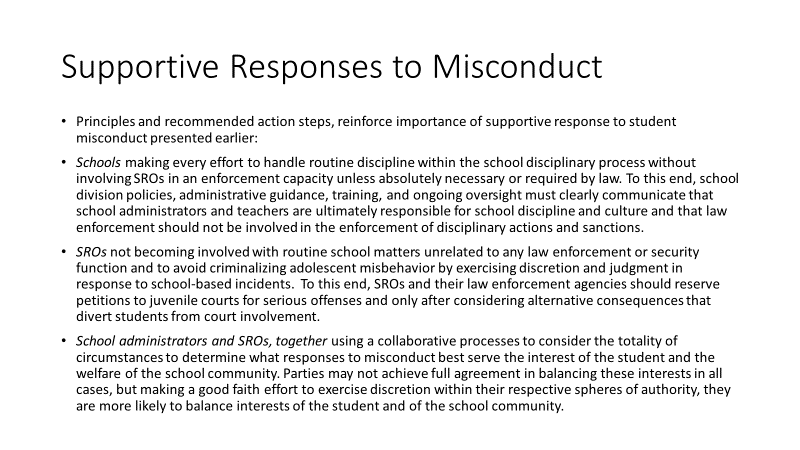 Supportive Responses to Misconduct
• Principles and recommended action steps, reinforce importance of supportive response to student
misconduct presented earlier:
• Schools making every effort to handle routine discipline within the school disciplinary process without
involving SROs in an enforcement capacity unless absolutely necessary or required by law. To this end, school
division policies, administrative guidance, training, and ongoing oversight must clearly communicate that
school administrators and teachers are ultimately responsible for school discipline and culture and that law
enforcement should not be involved in the enforcement of disciplinary actions and sanctions.
• SROs not becoming involved with routine school matters unrelated to any law enforcement or security
function and to avoid criminalizing adolescent misbehavior by exercising discretion and judgment in
response to school-based incidents. To this end, SROs and their law enforcement agencies should reserve
petitions to juvenile courts for serious offenses and only after considering alternative consequences that
divert students from court involvement.
• School administrators and SROs, together using a collaborative processes to consider the totality of
circumstances to determine what responses to misconduct best serve the interest of the student and the
welfare of the school community. Parties may not achieve full agreement in balancing these interests in all
cases, but making a good faith effort to exercise discretion within their respective spheres of authority, they
are more likely to balance interests of the student and of the school community.